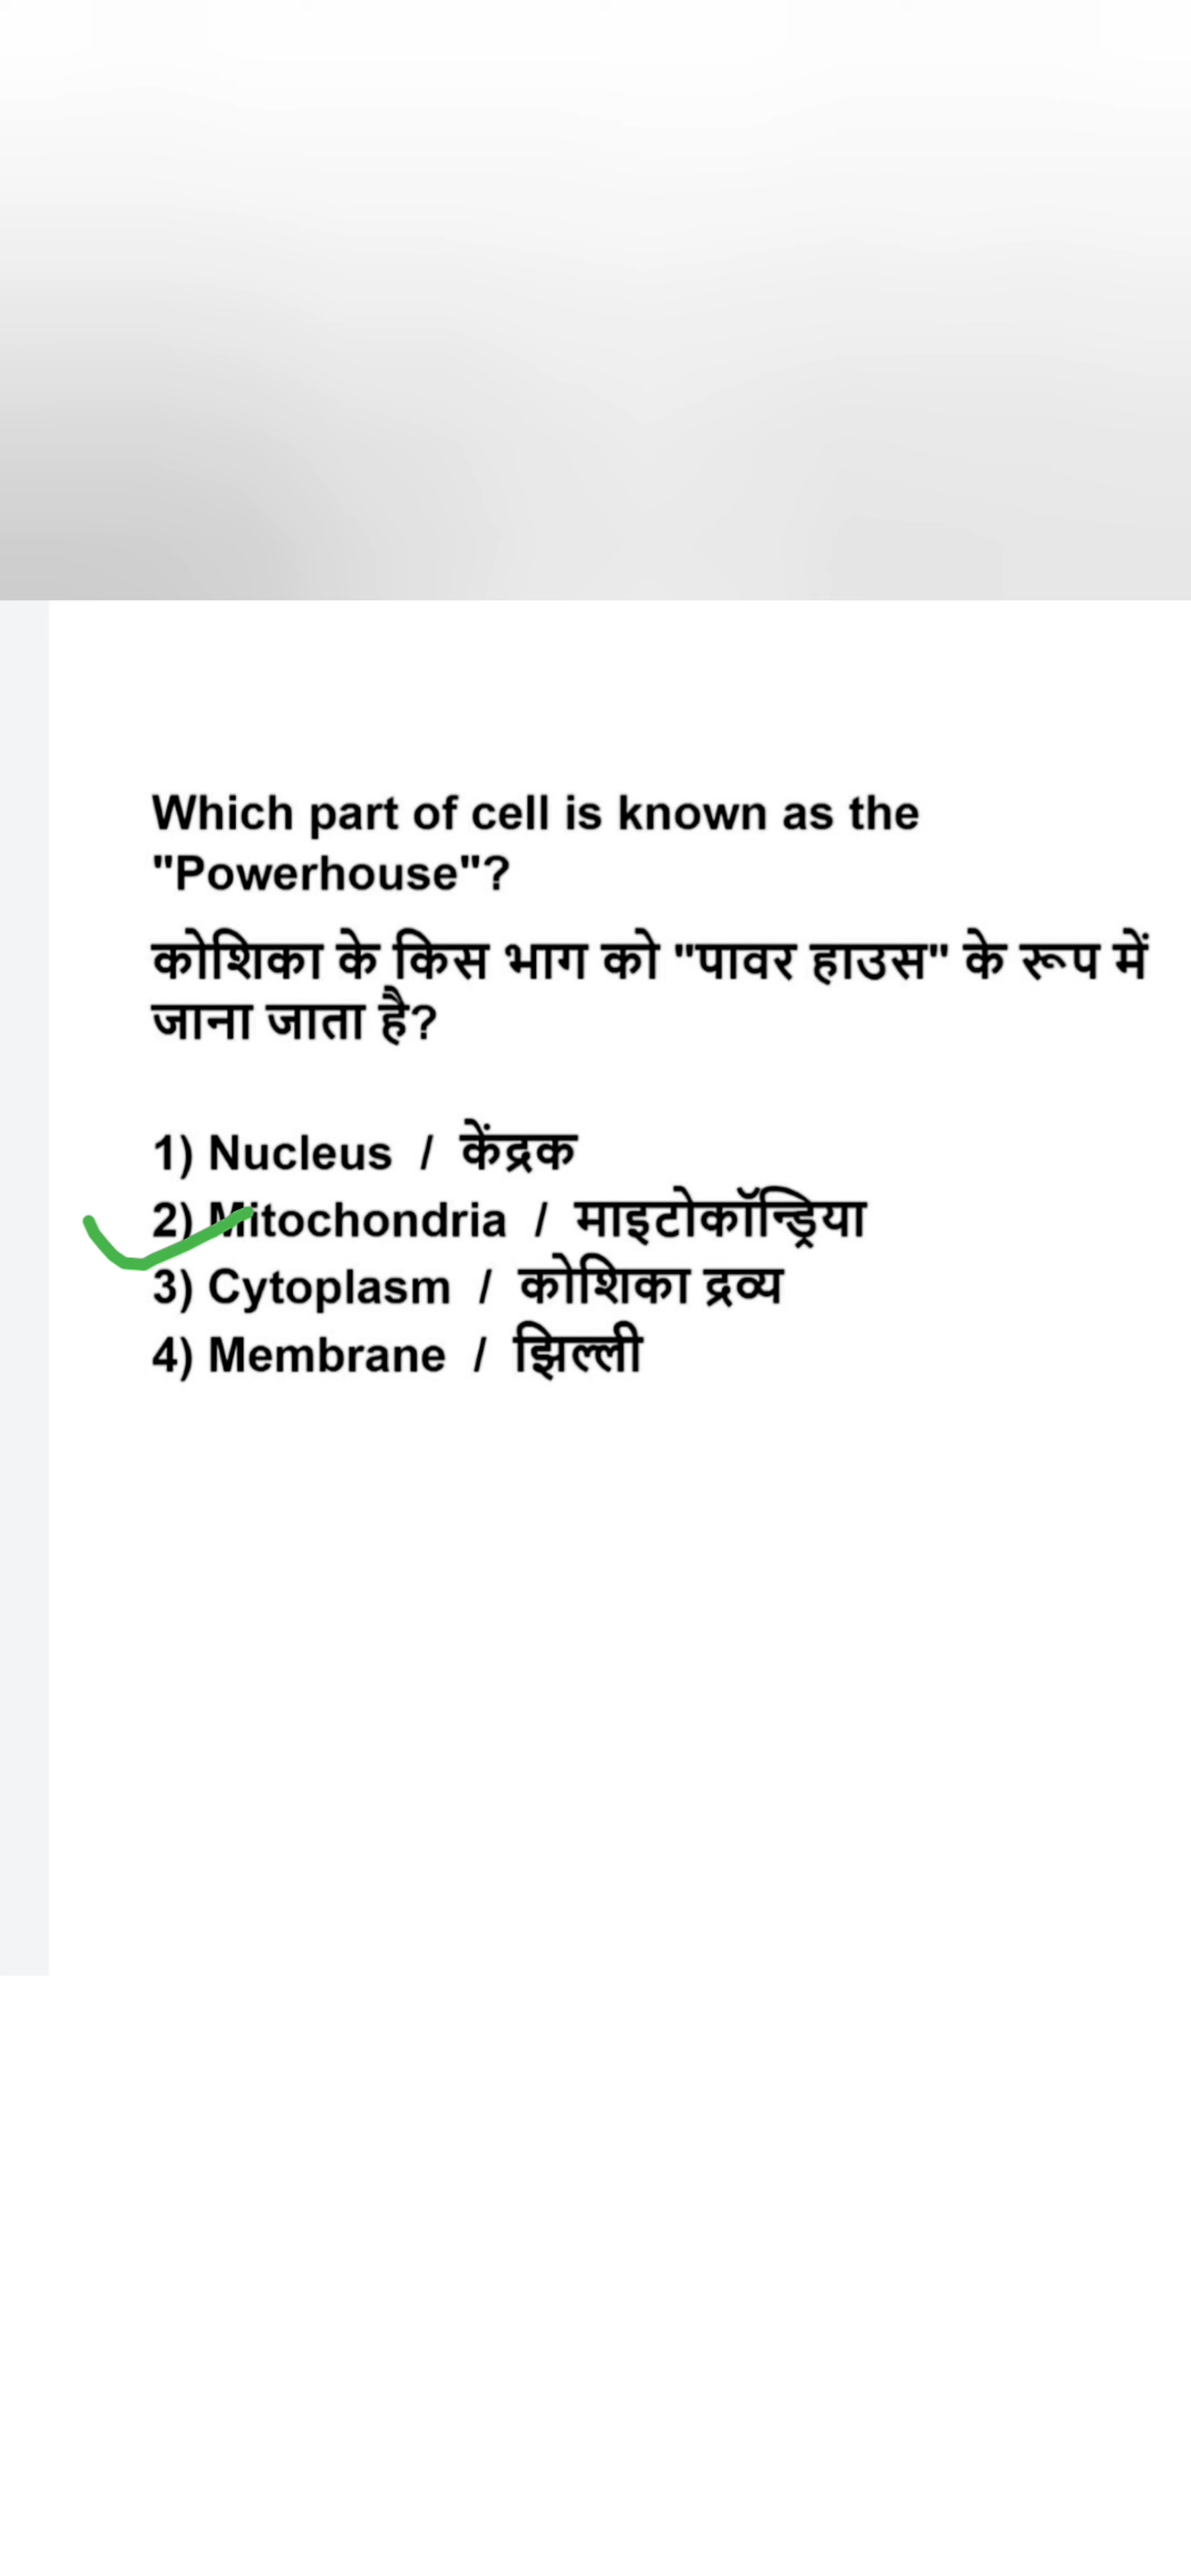 Which part of cell is known as the
"Powerhouse"?
कोशिका के किस भाग को "पावर हाउस" के रूप में
जाना जाता है?
1) Nucleus / केंद्रक
2) Mitochondria / माइटोकॉन्ड्रिया
3) Cytoplasm / कोशिका द्रव्य
4) Membrane / झिल्ली